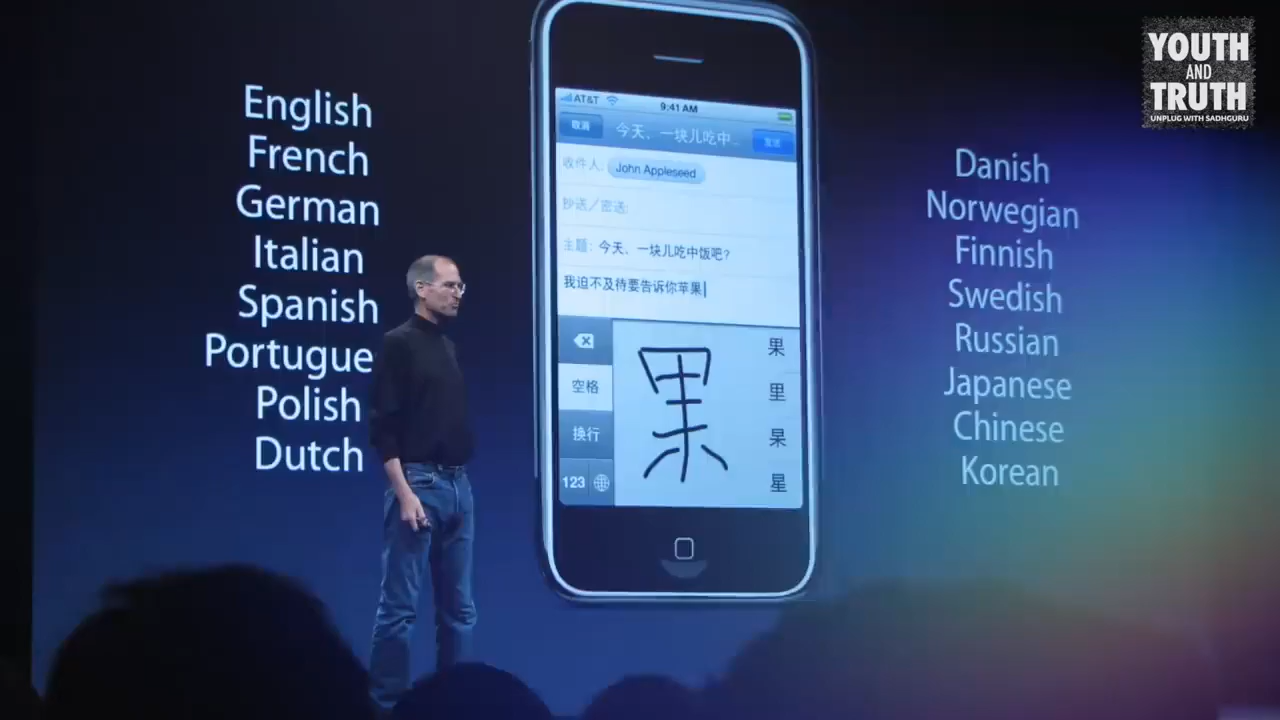 English
French
German
Italian
Spanish
Portugue
Polish
Dutch
AT&T
9:41 AM
取消
今天、一块儿吃中...
发送
收件人:
John Appleseed
抄送/密送:
主题: 今天、一块儿吃中饭吧?
我迫不及待要告诉你苹果
空格
换行
123
果
果
里
杲
星
Danish
Norwegian
Finnish
Swedish
Russian
Japanese
Chinese
Korean
YOUTH
AND
TRUTH
UNPLUG WITH SADHGURU